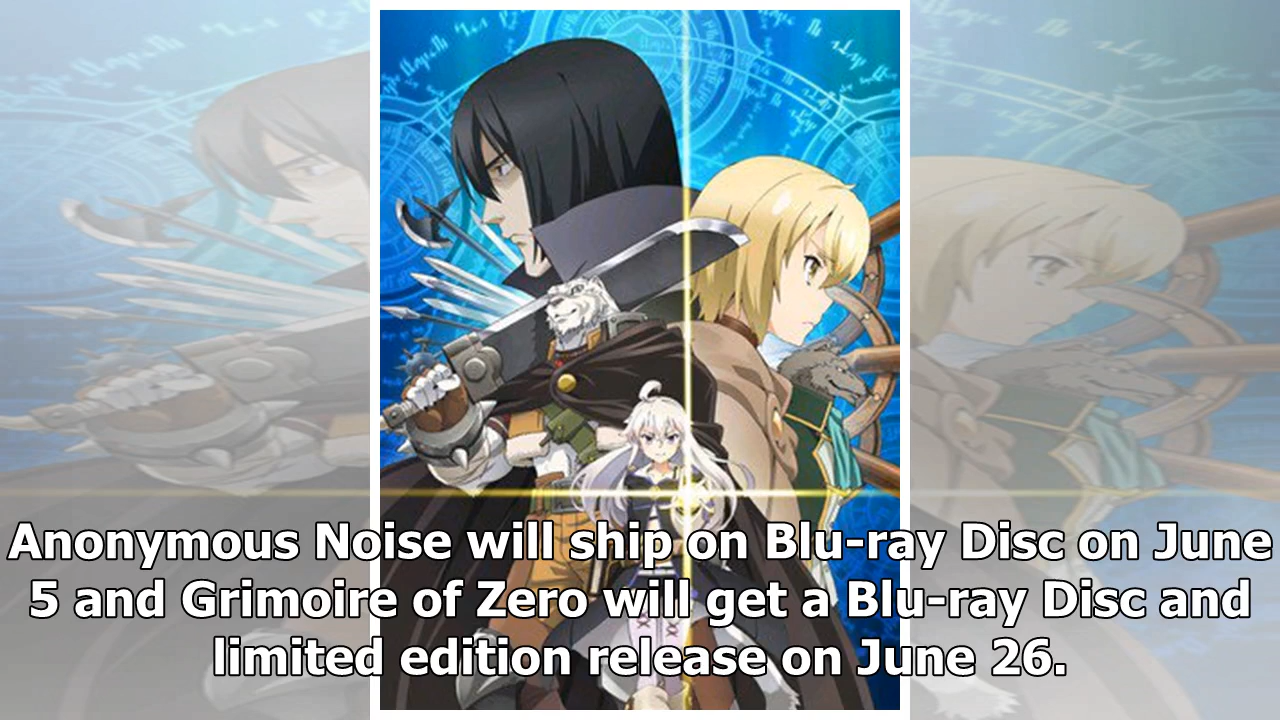 Anonymous Noise will ship on Blu-ray Disc on June
5 and Grimoire of Zero will get a Blu-ray Disc and
limited edition release on June 26.